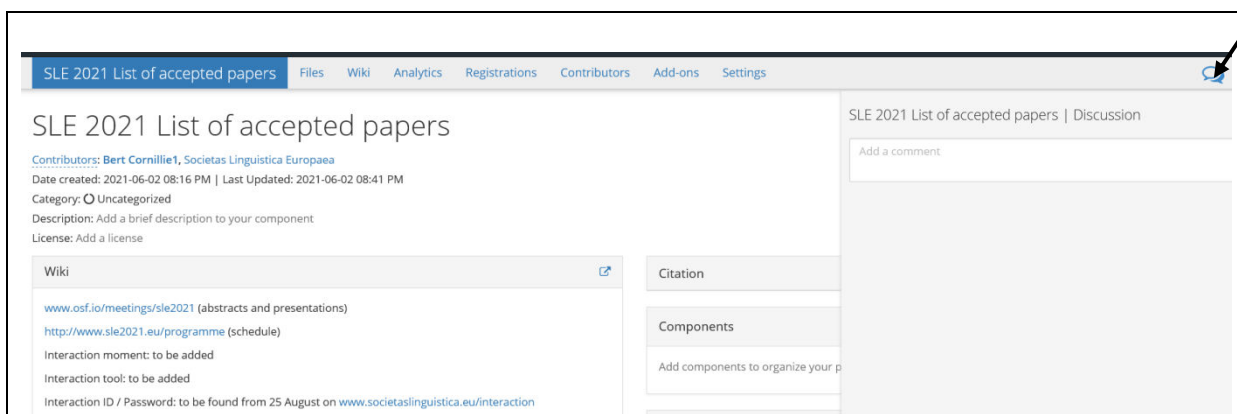 SLE 2021 List of accepted papers Files Wiki Analytics Registrations Contributors Add-ons Settings
SLE 2021 List of accepted papers
Contributors: Bert Cornillie1, Societas Linguistica Europaea
Date created: 2021-06-02 08:16 PM | Last Updated: 2021-06-02 08:41 PM
Category: Uncategorized
Description: Add a brief description to your component
License: Add a license
Wiki
www.osf.io/meetings/sle2021 (abstracts and presentations)
http://www.sle2021.eu/programme (schedule)
Interaction moment: to be added
Interaction tool: to be added
Interaction ID / Password: to be found from 25 August on www.societaslinguistica.eu/interaction
Citation
Components
Add components to organize your p
SLE 2021 List of accepted papers | Discussion
Add a comment